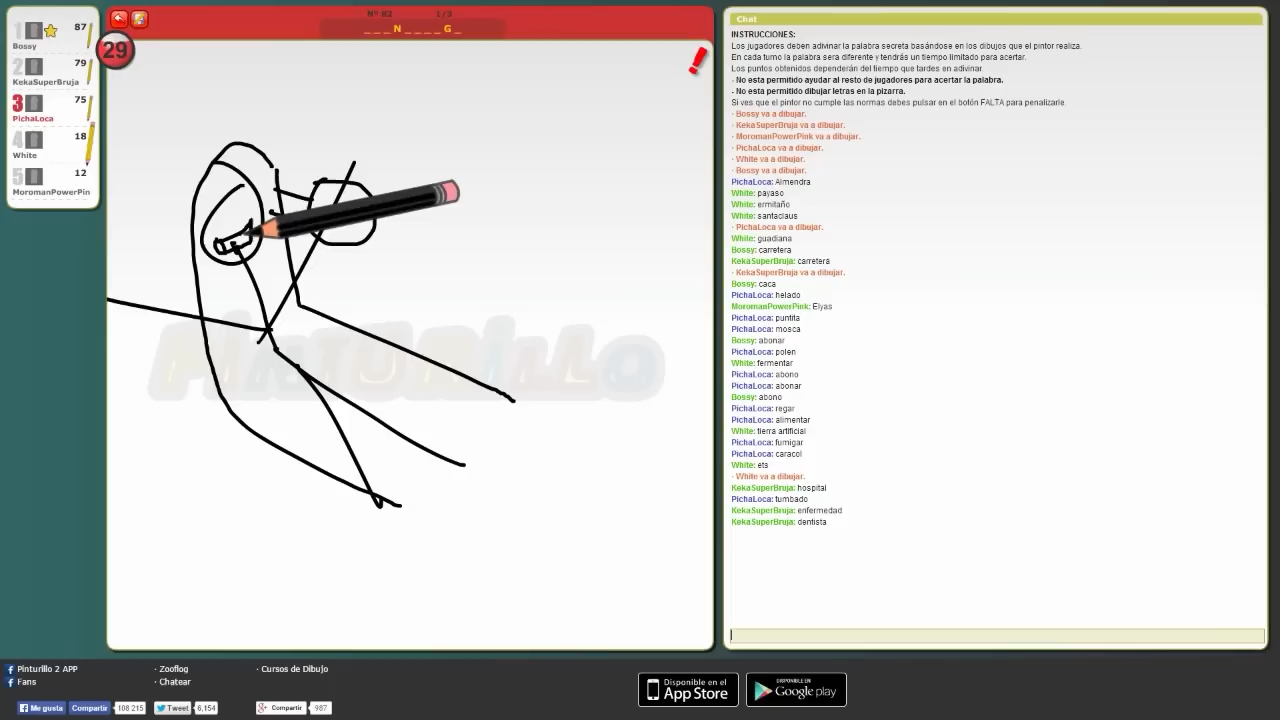 1
87
Bossy
2
79
KekaSuperBruja
3
75
PichaLoca
4
18
White
5
12
MoromanPowerPin
29
Nº 82
1/3
_ _ _ N _ _ _ _ G _
PINTURILLO
Chat
INSTRUCCIONES:
Los jugadores deben adivinar la palabra secreta basándose en los dibujos que el pintor realiza.
En cada turno la palabra sera diferente y tendrás un tiempo limitado para acertar.
Los puntos obtenidos dependerán del tiempo que tardes en adivinar.
- No esta permitido ayudar al resto de jugadores para acertar la palabra.
- No esta permitido dibujar letras en la pizarra.
Si ves que el pintor no cumple las normas debes pulsar en el botón FALTA para penalizarle.
· Bossy va a dibujar.
· KekaSuperBruja va a dibujar.
· MoromanPowerPink va a dibujar.
· PichaLoca va a dibujar.
· White va a dibujar.
· Bossy va a dibujar.
PichaLoca: Almendra
White: payaso
White: ermitaño
White: santaclaus
· PichaLoca va a dibujar.
White: guadiana
Bossy: carretera
KekaSuperBruja: carretera
· KekaSuperBruja va a dibujar.
Bossy: caca
PichaLoca: helado
MoromanPowerPink: Elyas
PichaLoca: puntita
PichaLoca: mosca
Bossy: abonar
PichaLoca: polen
White: fermentar
PichaLoca: abono
PichaLoca: abonar
Bossy: abono
PichaLoca: regar
PichaLoca: alimentar
White: tierra artificial
PichaLoca: fumigar
PichaLoca: caracol
White: ets
· White va a dibujar.
KekaSuperBruja: hospital
PichaLoca: tumbado
KekaSuperBruja: enfermedad
KekaSuperBruja: dentista
Pinturillo 2 APP
Fans
· Zooflog
· Chatear
· Cursos de Dibujo
Me gusta
Compartir
108 215
Tweet
6,154
Compartir
987
Disponible en el
App Store
DISPONIBLE EN
Google play